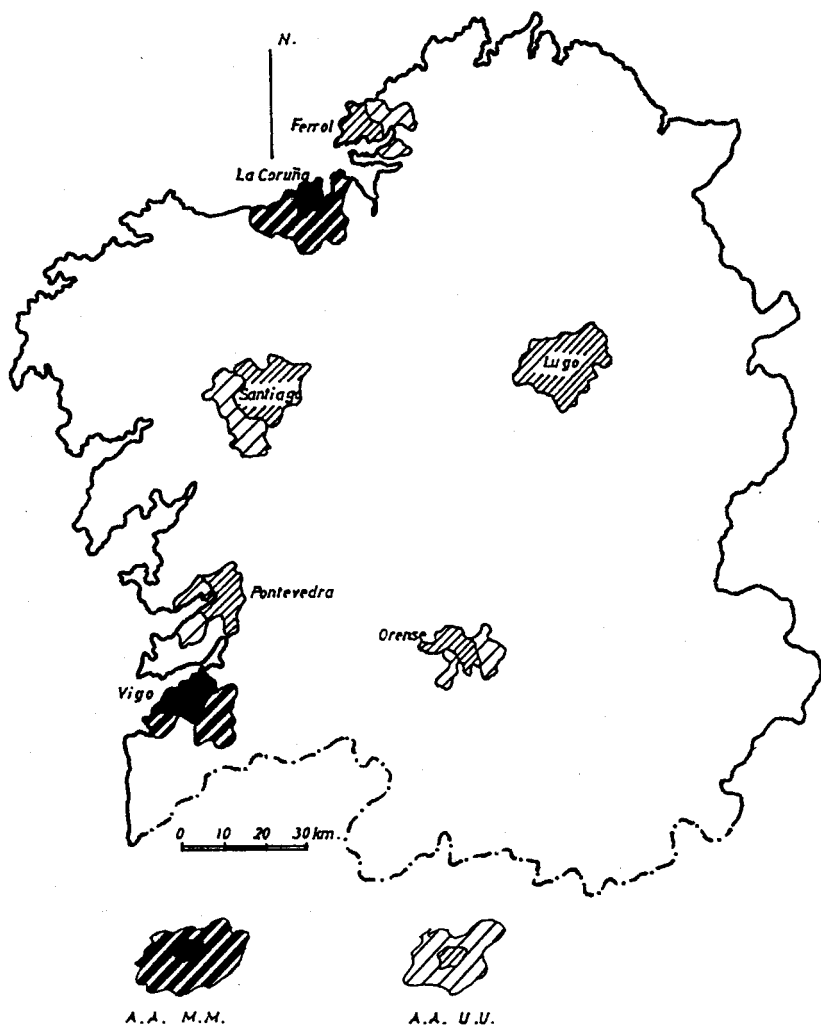 N.
Ferrol
La Coruña
Santiago
Lugo
Pontevedra
Orense
Vigo
0 10 20 30 km.
A.A. M.M.
A.A. U.U.